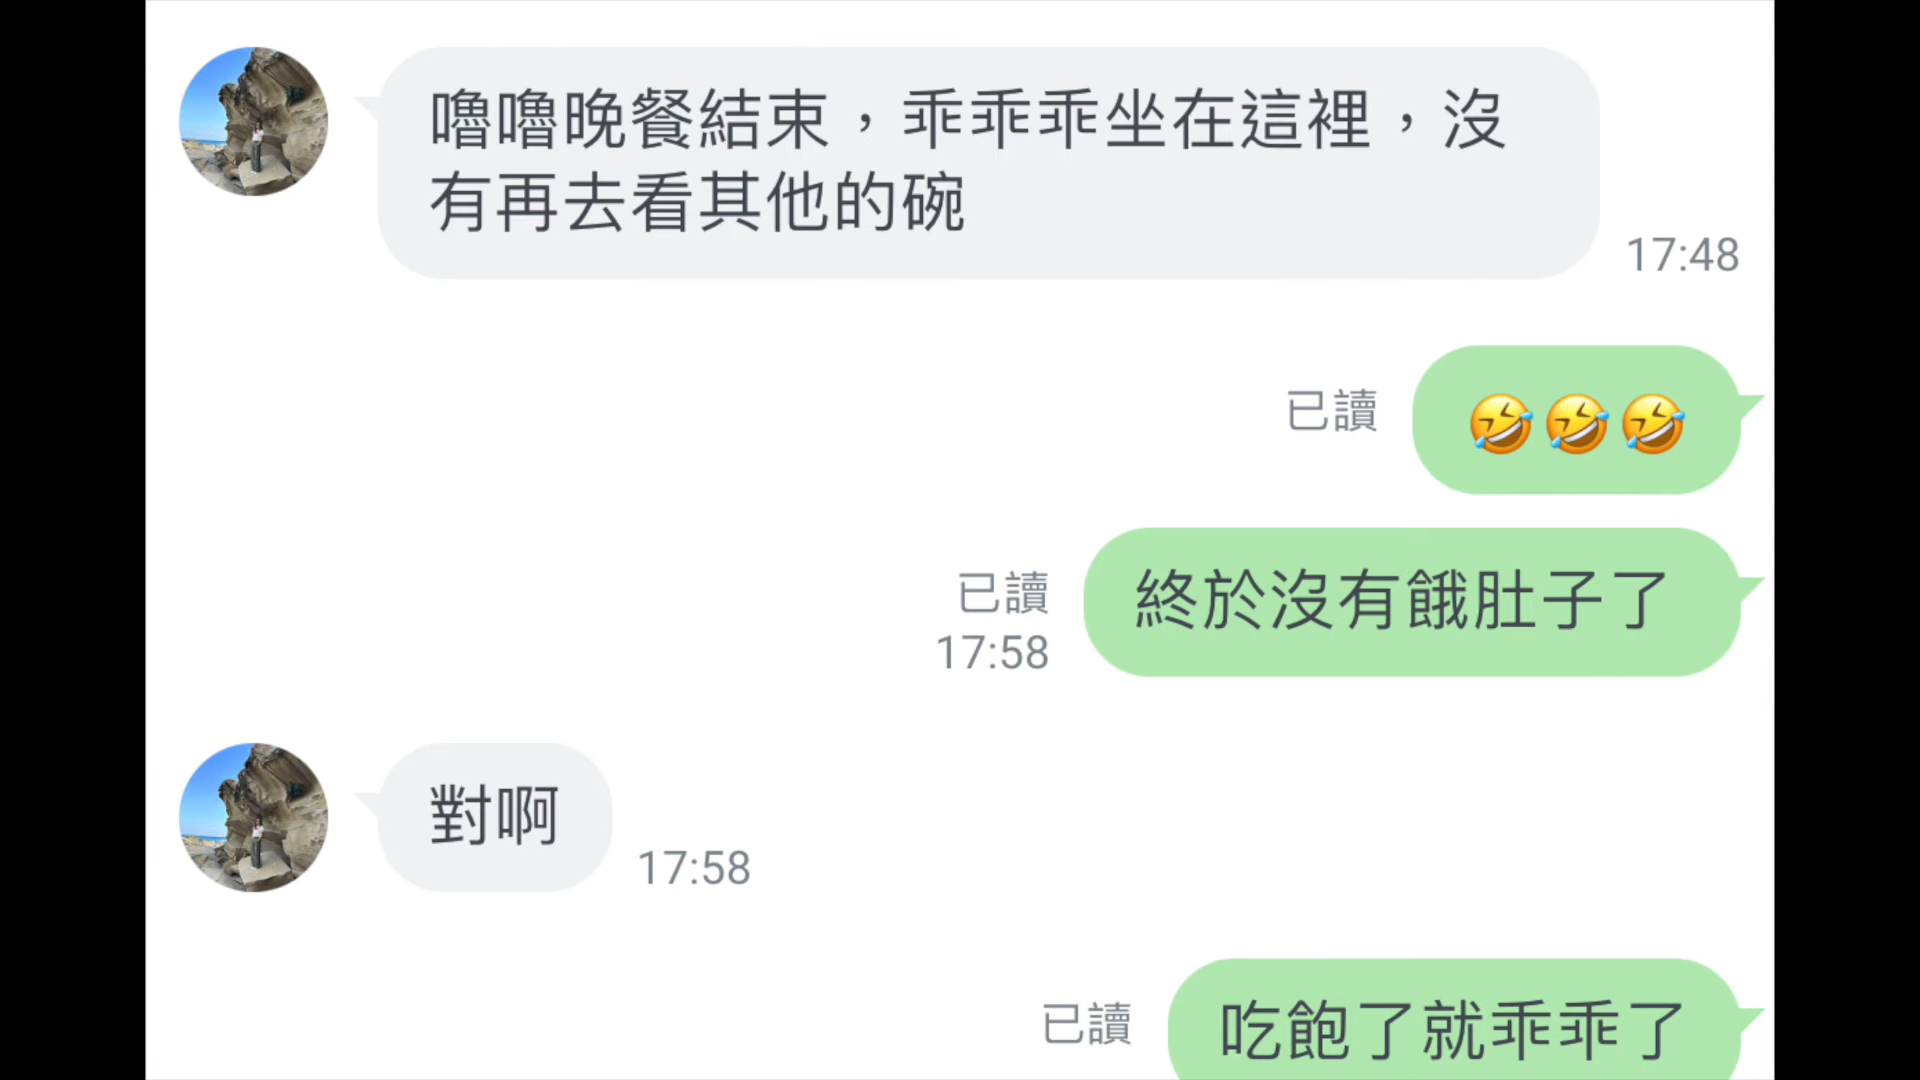 嚕嚕晚餐結束，乖乖乖坐在這裡，沒
有再去看其他的碗
17:48
已讀
🤣🤣🤣
已讀
17:58
終於沒有餓肚子了
對啊
17:58
已讀
吃飽了就乖乖了